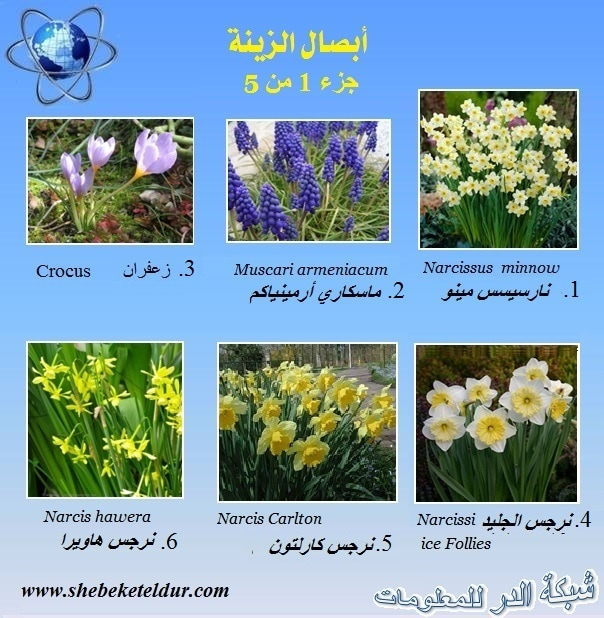 أبصال الزينة
جزء 1 من 5
Narcissus minnow
1. نارسيسس مينو
Muscari armeniacum
2. ماسكاري أرمينياكم
3. زعفران Crocus
4. نرجس الجليد Narcissi
ice Follies
Narcis Carlton
5. نرجس كارلتون
Narcis hawera
6. نرجس هاويرا
www.shebeketeldur.com
شبكة الدر للمعلومات